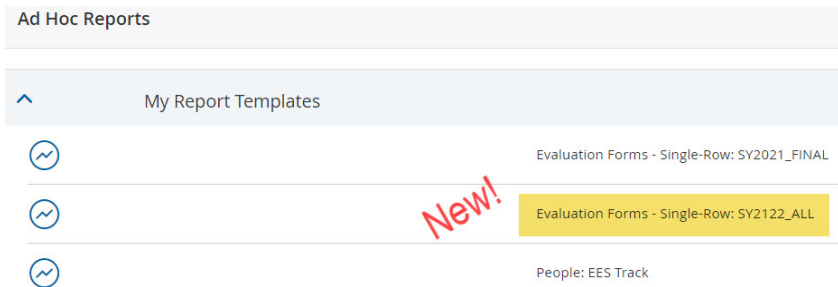 Ad Hoc Reports
My Report Templates
Evaluation Forms - Single-Row: SY2021_FINAL
New!
Evaluation Forms - Single-Row: SY2122_ALL
People: EES Track